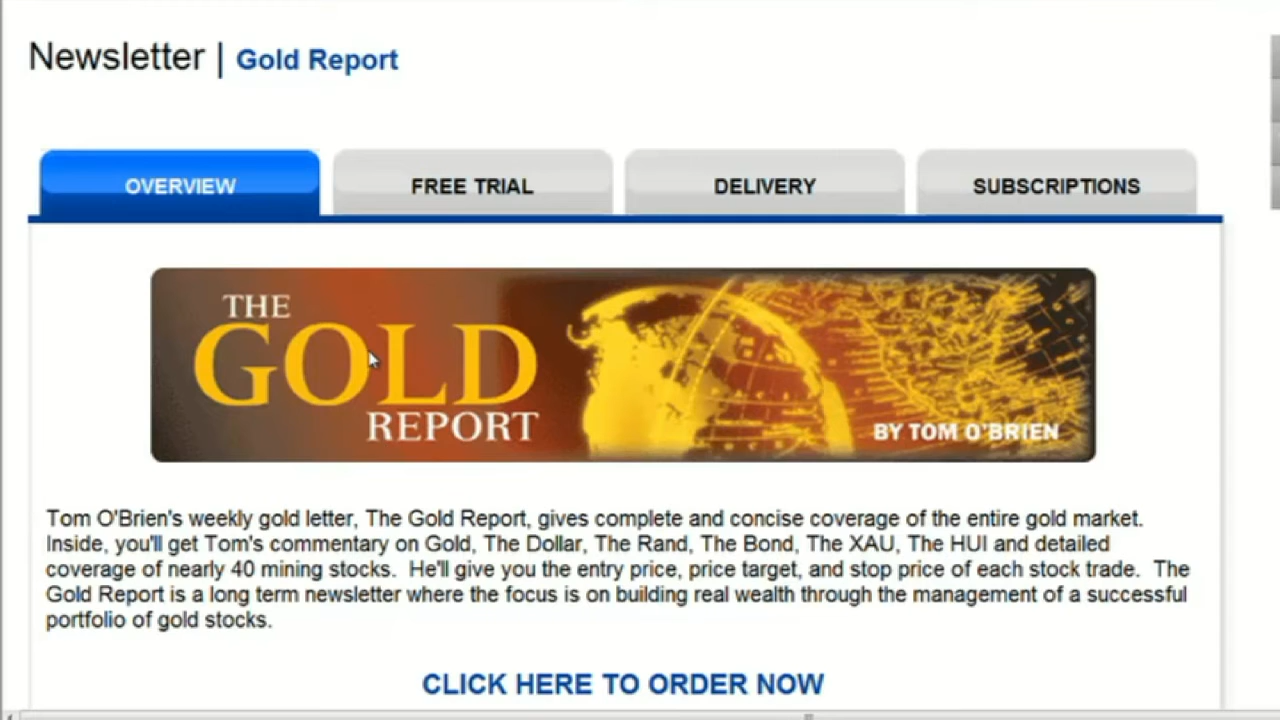 Newsletter | Gold Report
OVERVIEW
FREE TRIAL
DELIVERY
SUBSCRIPTIONS
THE
GOLD
REPORT
BY TOM O'BRIEN
Tom O'Brien's weekly gold letter, The Gold Report, gives complete and concise coverage of the entire gold market.
Inside, you'll get Tom's commentary on Gold, The Dollar, The Rand, The Bond, The XAU, The HUI and detailed
coverage of nearly 40 mining stocks.  He'll give you the entry price, price target, and stop price of each stock trade.  The
Gold Report is a long term newsletter where the focus is on building real wealth through the management of a successful
portfolio of gold stocks.
CLICK HERE TO ORDER NOW